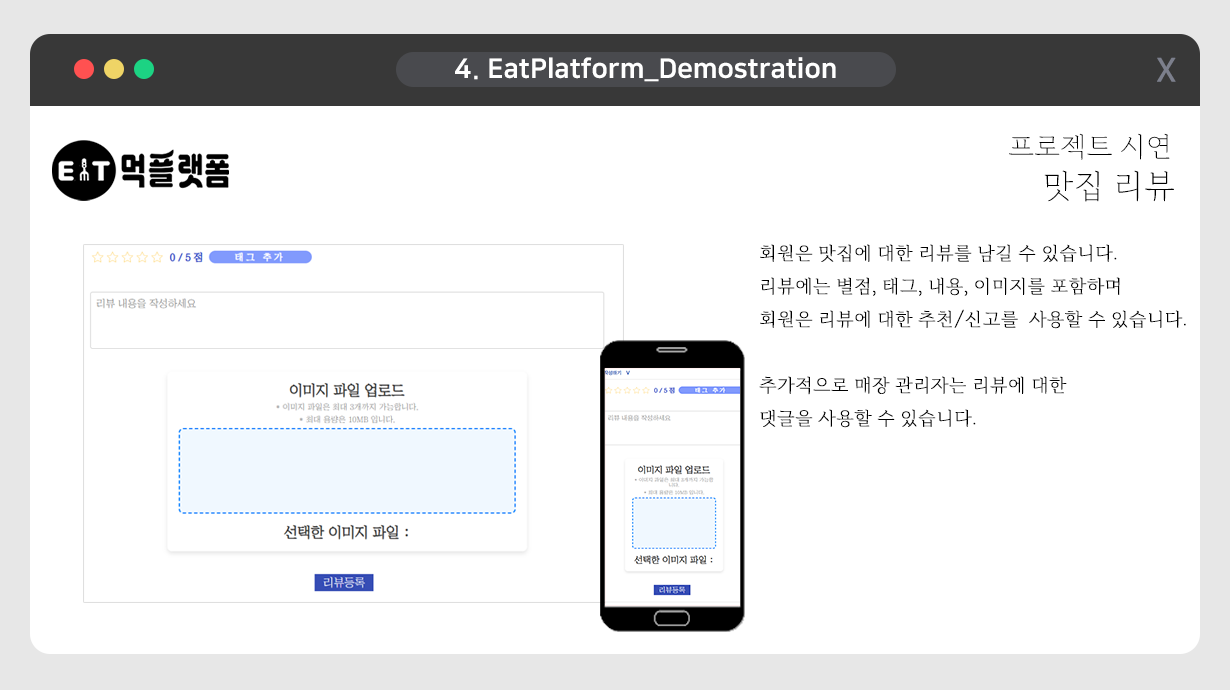 4. EatPlatform_Demostration
X
EAT 먹플랫폼
프로젝트 시연
맛집 리뷰
0/5점 태그 추가
리뷰 내용을 작성하세요
이미지 파일 업로드
• 이미지 파일은 최대 3개까지 가능합니다.
• 최대 용량은 10MB 입니다.
선택한 이미지 파일 :
리뷰등록
0/5점 태그 추가
리뷰 내용을 작성하세요
이미지 파일 업로드
• 이미지 파일은 최대 3개까지 가능합
니다.
• 최대 용량은 10MB 입니다.
선택한 이미지 파일 :
리뷰등록
회원은 맛집에 대한 리뷰를 남길 수 있습니다.
리뷰에는 별점, 태그, 내용, 이미지를 포함하며
회원은 리뷰에 대한 추천/신고를 사용할 수 있습니다.
추가적으로 매장 관리자는 리뷰에 대한
댓글을 사용할 수 있습니다.